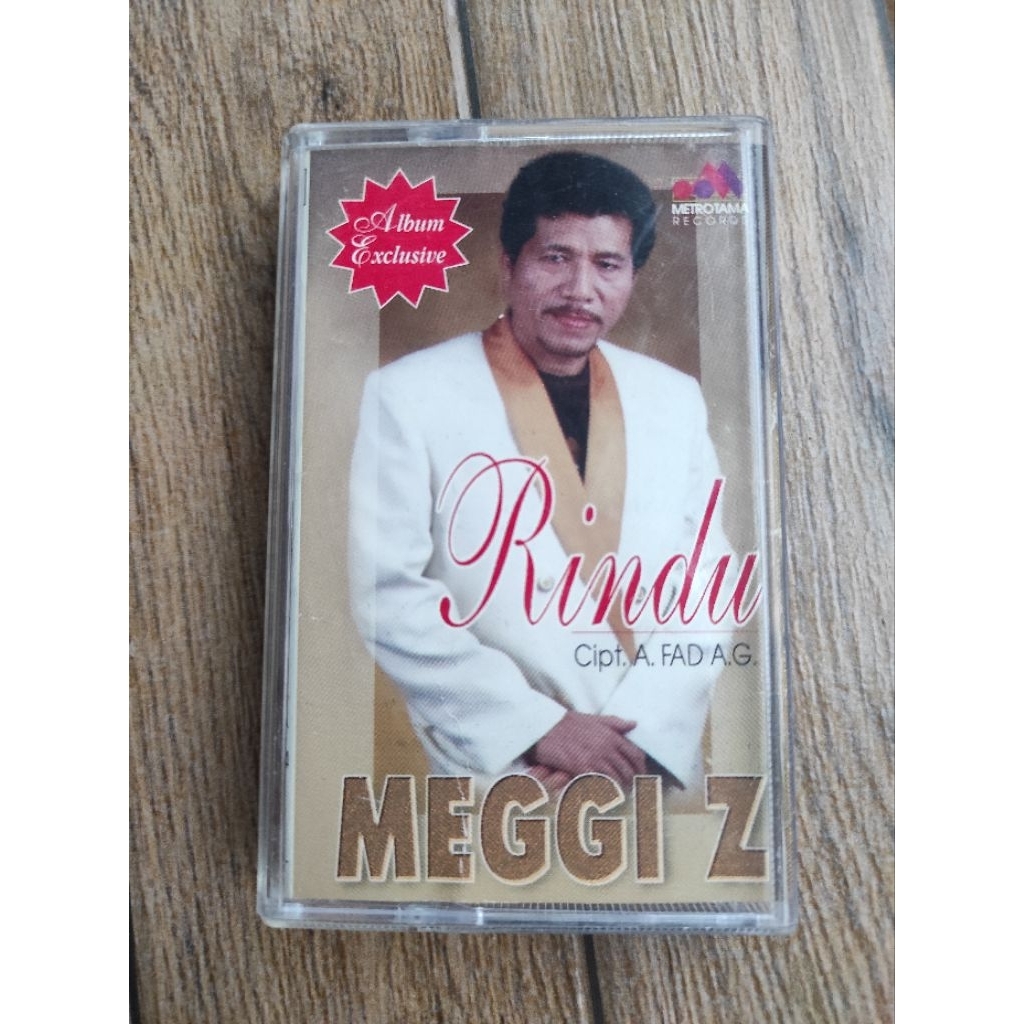 Album
Exclusive
METROTAMA
RECORDS
Rindu
Cipt. A. FAD A.G.
MEGGI Z